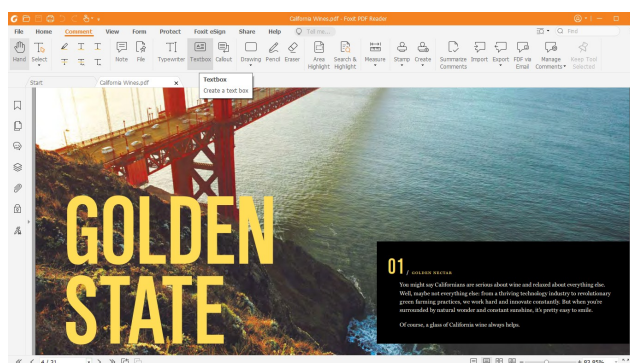 California Wines.pdf - Foxit PDF Reader
File Home Comment View Form Protect Foxit eSign Share Help Tell me... Find
Hand Select Note File Typewriter Textbox Callout Drawing Pencil Eraser Area Highlight Search & Highlight Measure Stamp Create Summarize Comments Import Export FDF via Email Manage Comments Keep Tool Selected
Start California Wines.pdf
Textbox
Create a text box
GOLDEN
STATE
01 / GOLDEN NECTAR
You might say Californians are serious about wine and relaxed about everything else.
Well, maybe not everything else: from a thriving technology industry to revolutionary
green farming practices, we work hard and innovate constantly. But when you're
surrounded by natural wonder and constant sunshine, it's pretty easy to smile.
Of course, a glass of California wine always helps.
4 / 31 93.85%